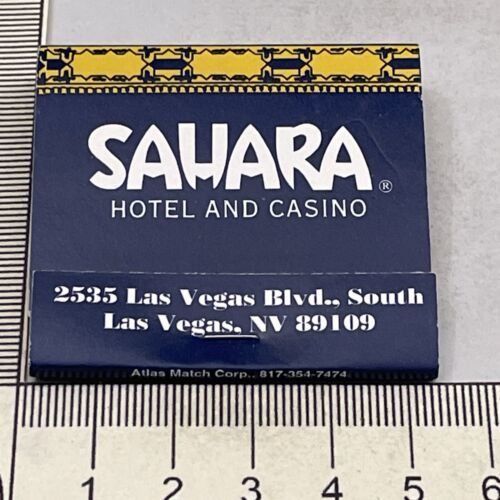 SAHARA®
HOTEL AND CASINO
2535 Las Vegas Blvd., South
Las Vegas, NV 89109
Atlas Match Corp., 817-354-7474
1 2 3 4 5 6